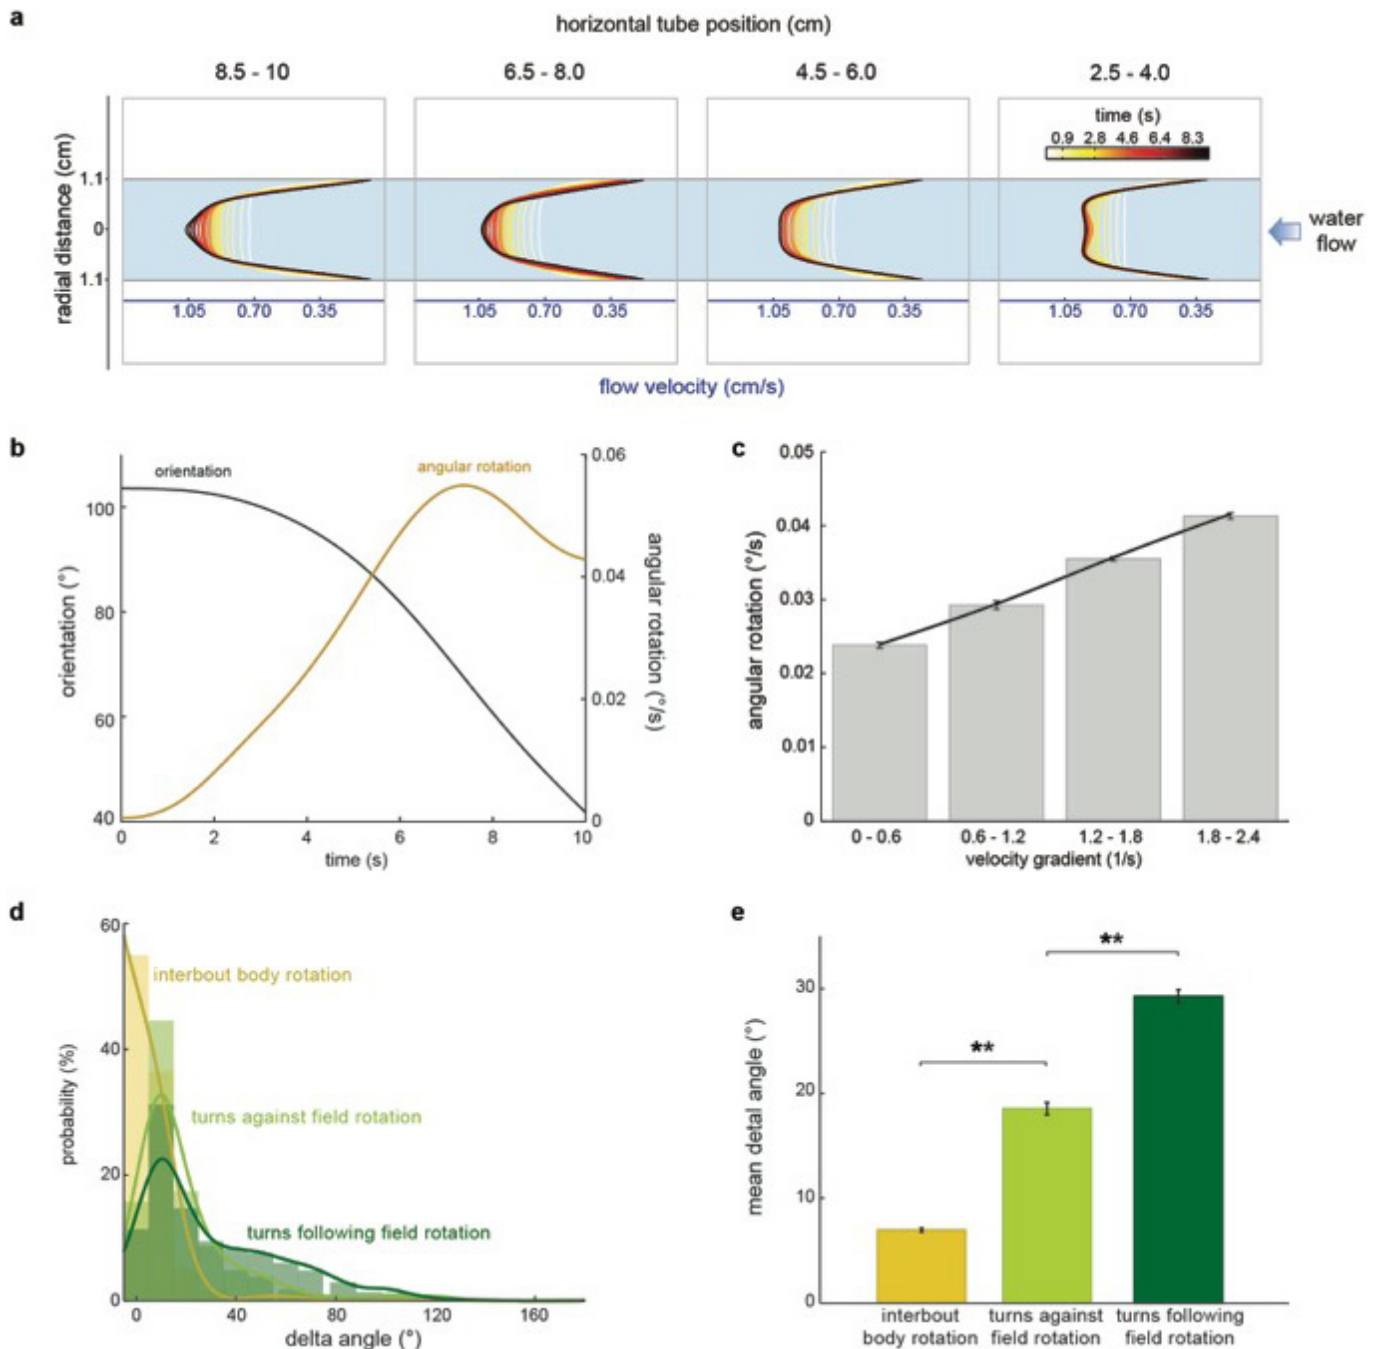 a
horizontal tube position (cm)
8.5 - 10 6.5 - 8.0 4.5 - 6.0 2.5 - 4.0
time (s)
0.9 2.8 4.6 6.4 8.3
radial distance (cm)
1.1
0
1.1
water
flow
1.05 0.70 0.35 1.05 0.70 0.35 1.05 0.70 0.35 1.05 0.70 0.35
flow velocity (cm/s)
b
orientation
angular rotation
orientation (°)
100
80
60
40
0.06
0.04
0.02
0
angular rotation (°/s)
0 2 4 6 8 10
time (s)
c
angular rotation (°/s)
0.05
0.04
0.03
0.02
0.01
0
0 - 0.6 0.6 - 1.2 1.2 - 1.8 1.8 - 2.4
velocity gradient (1/s)
d
probability (%)
60
40
20
0
interbout body rotation
turns against field rotation
turns following field rotation
0 40 80 120 160
delta angle (°)
e
mean detal angle (°)
30
20
10
0
**
**
interbout turns against turns following
body rotation field rotation field rotation